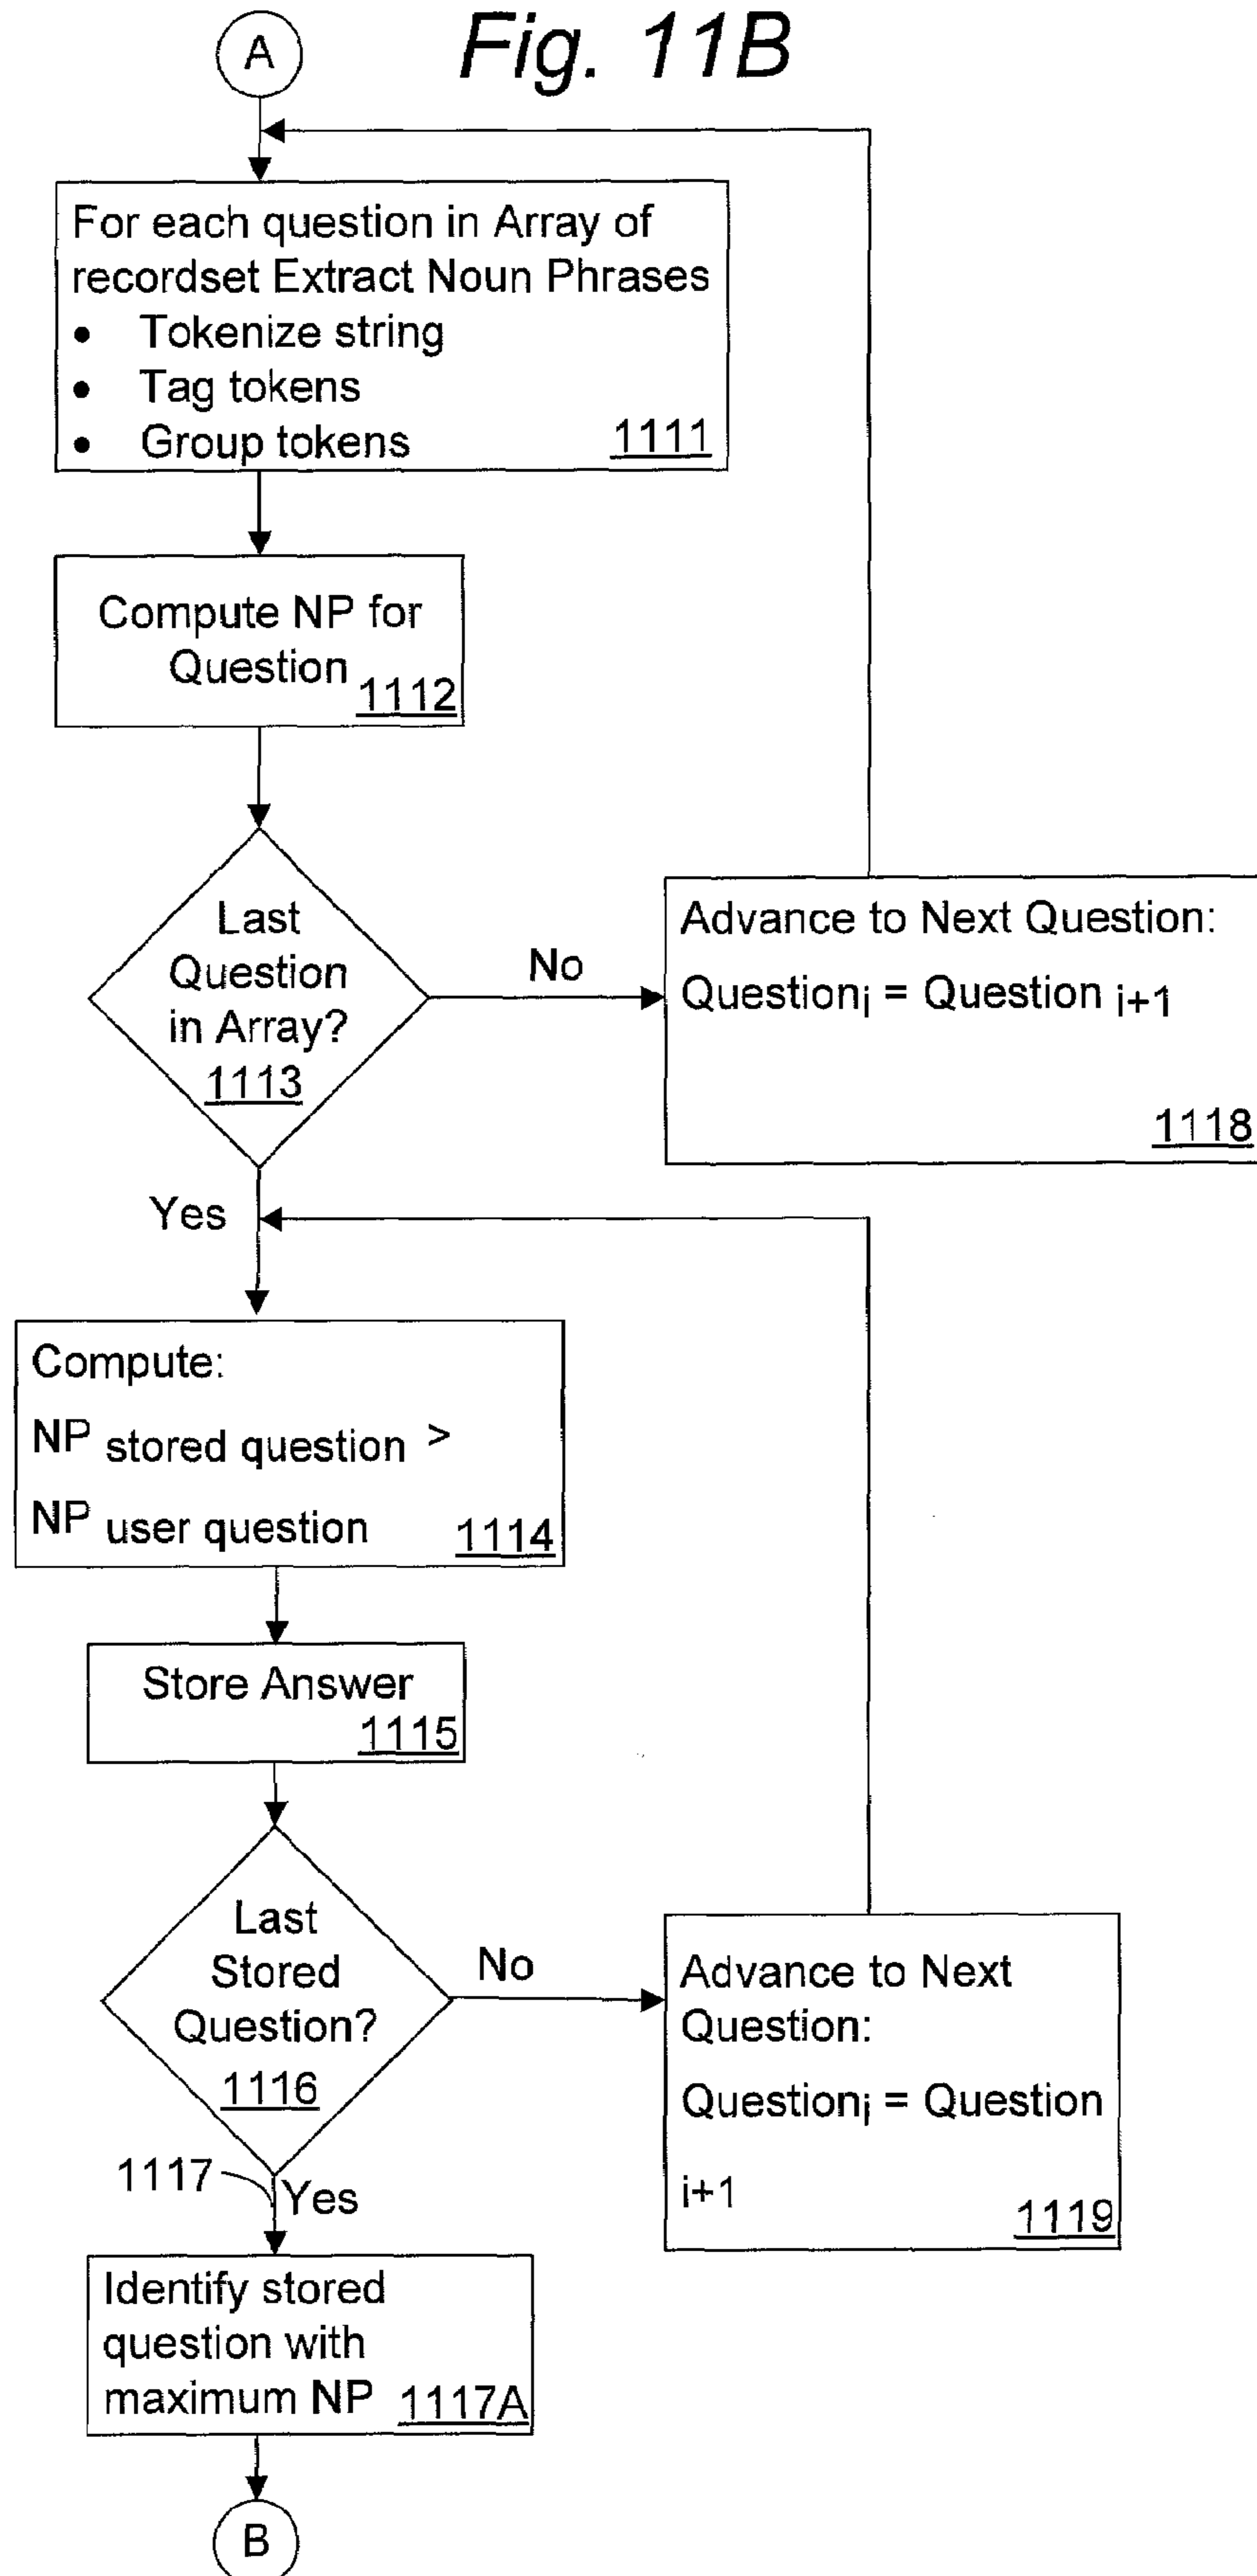 Fig. 11B
A
For each question in Array of
recordset Extract Noun Phrases
• Tokenize string
• Tag tokens
• Group tokens 1111
Compute NP for
Question 1112
Last
Question
in Array?
1113
No
Advance to Next Question:
Questioni = Question i+1
1118
Yes
Compute:
NP stored question >
NP user question 1114
Store Answer
1115
Last
Stored
Question?
1116
No
Advance to Next
Question:
Questioni = Question
i+1
1119
1117
Yes
Identify stored
question with
maximum NP 1117A
B